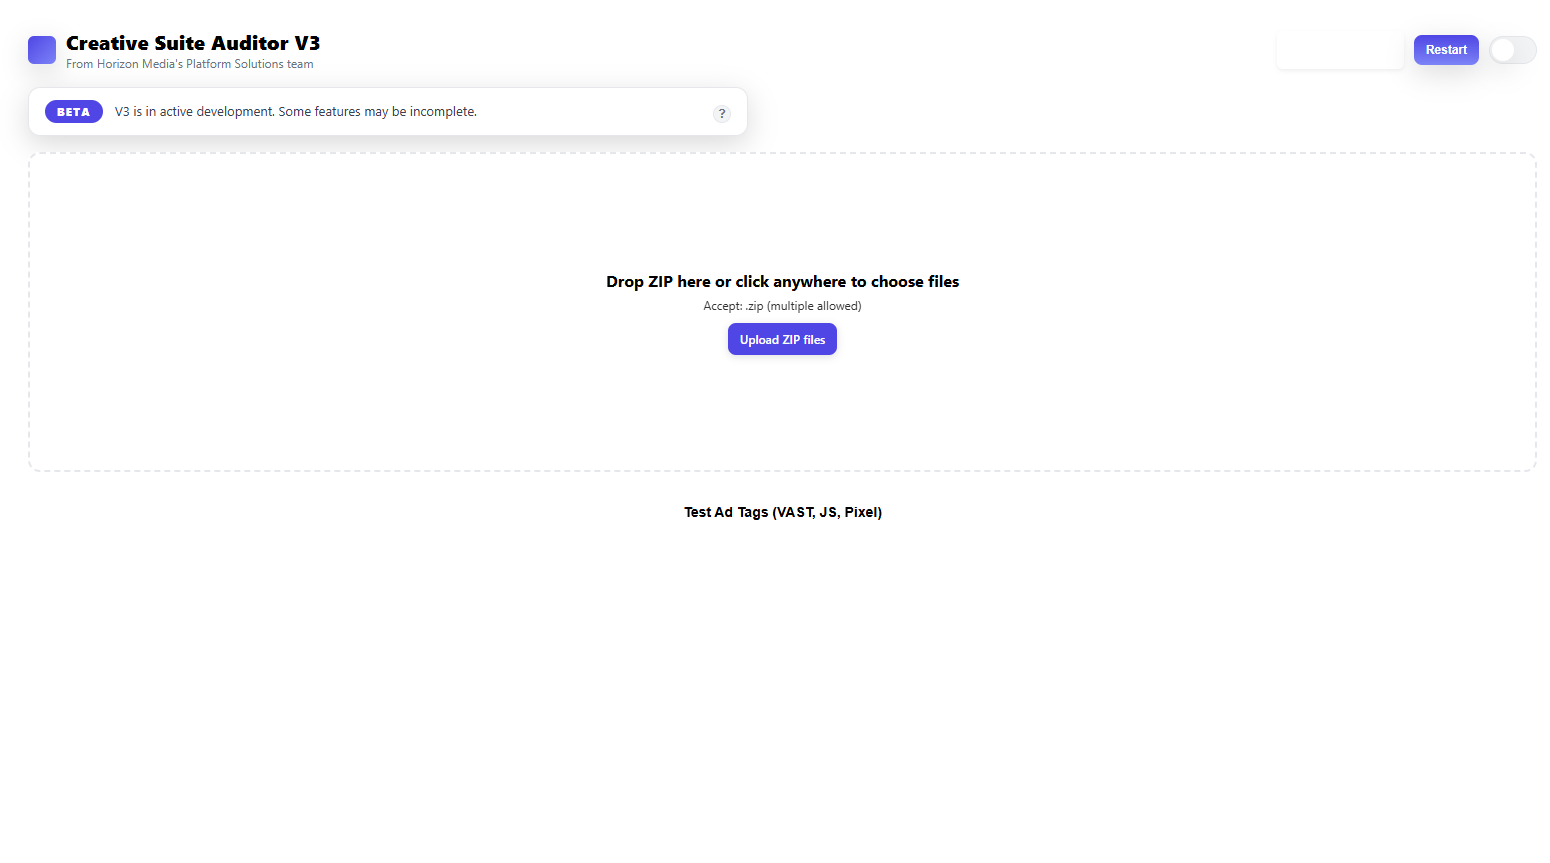 Creative Suite Auditor V3
From Horizon Media's Platform Solutions team
Restart
BETA
V3 is in active development. Some features may be incomplete.
?
Drop ZIP here or click anywhere to choose files
Accept: .zip (multiple allowed)
Upload ZIP files
Test Ad Tags (VAST, JS, Pixel)